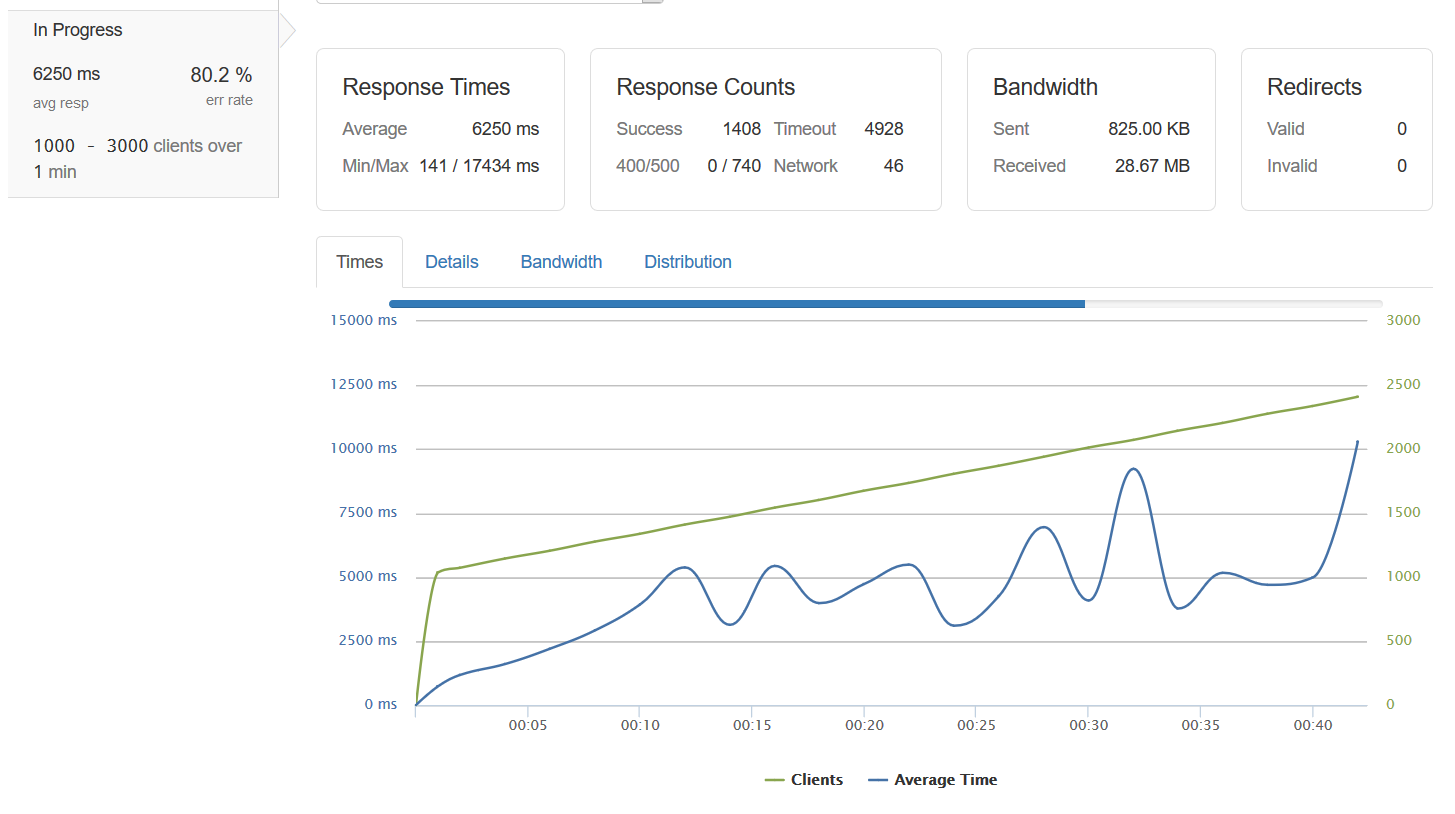 In Progress
6250 ms 80.2 %
avg resp err rate
1000 - 3000 clients over
1 min
Response Times
Average 6250 ms
Min/Max 141 / 17434 ms
Response Counts
Success 1408 Timeout 4928
400/500 0 / 740 Network 46
Bandwidth
Sent 825.00 KB
Received 28.67 MB
Redirects
Valid 0
Invalid 0
Times Details Bandwidth Distribution
15000 ms 3000
12500 ms 2500
10000 ms 2000
7500 ms 1500
5000 ms 1000
2500 ms 500
0 ms 0
00:05 00:10 00:15 00:20 00:25 00:30 00:35 00:40
Clients Average Time